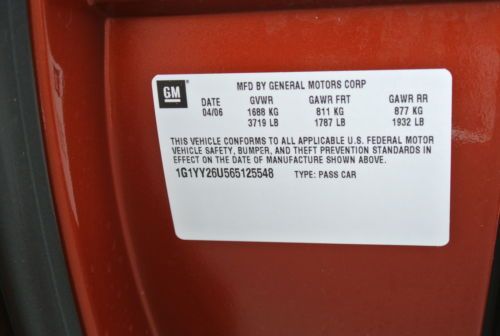 GM
MFD BY GENERAL MOTORS CORP
DATE GVWR GAWR FRT GAWR RR
04/06 1688 KG 811 KG 877 KG
3719 LB 1787 LB 1932 LB
THIS VEHICLE CONFORMS TO ALL APPLICABLE U.S. FEDERAL MOTOR
VEHICLE SAFETY, BUMPER, AND THEFT PREVENTION STANDARDS IN
EFFECT ON THE DATE OF MANUFACTURE SHOWN ABOVE.
1G1YY26U565125548 TYPE: PASS CAR